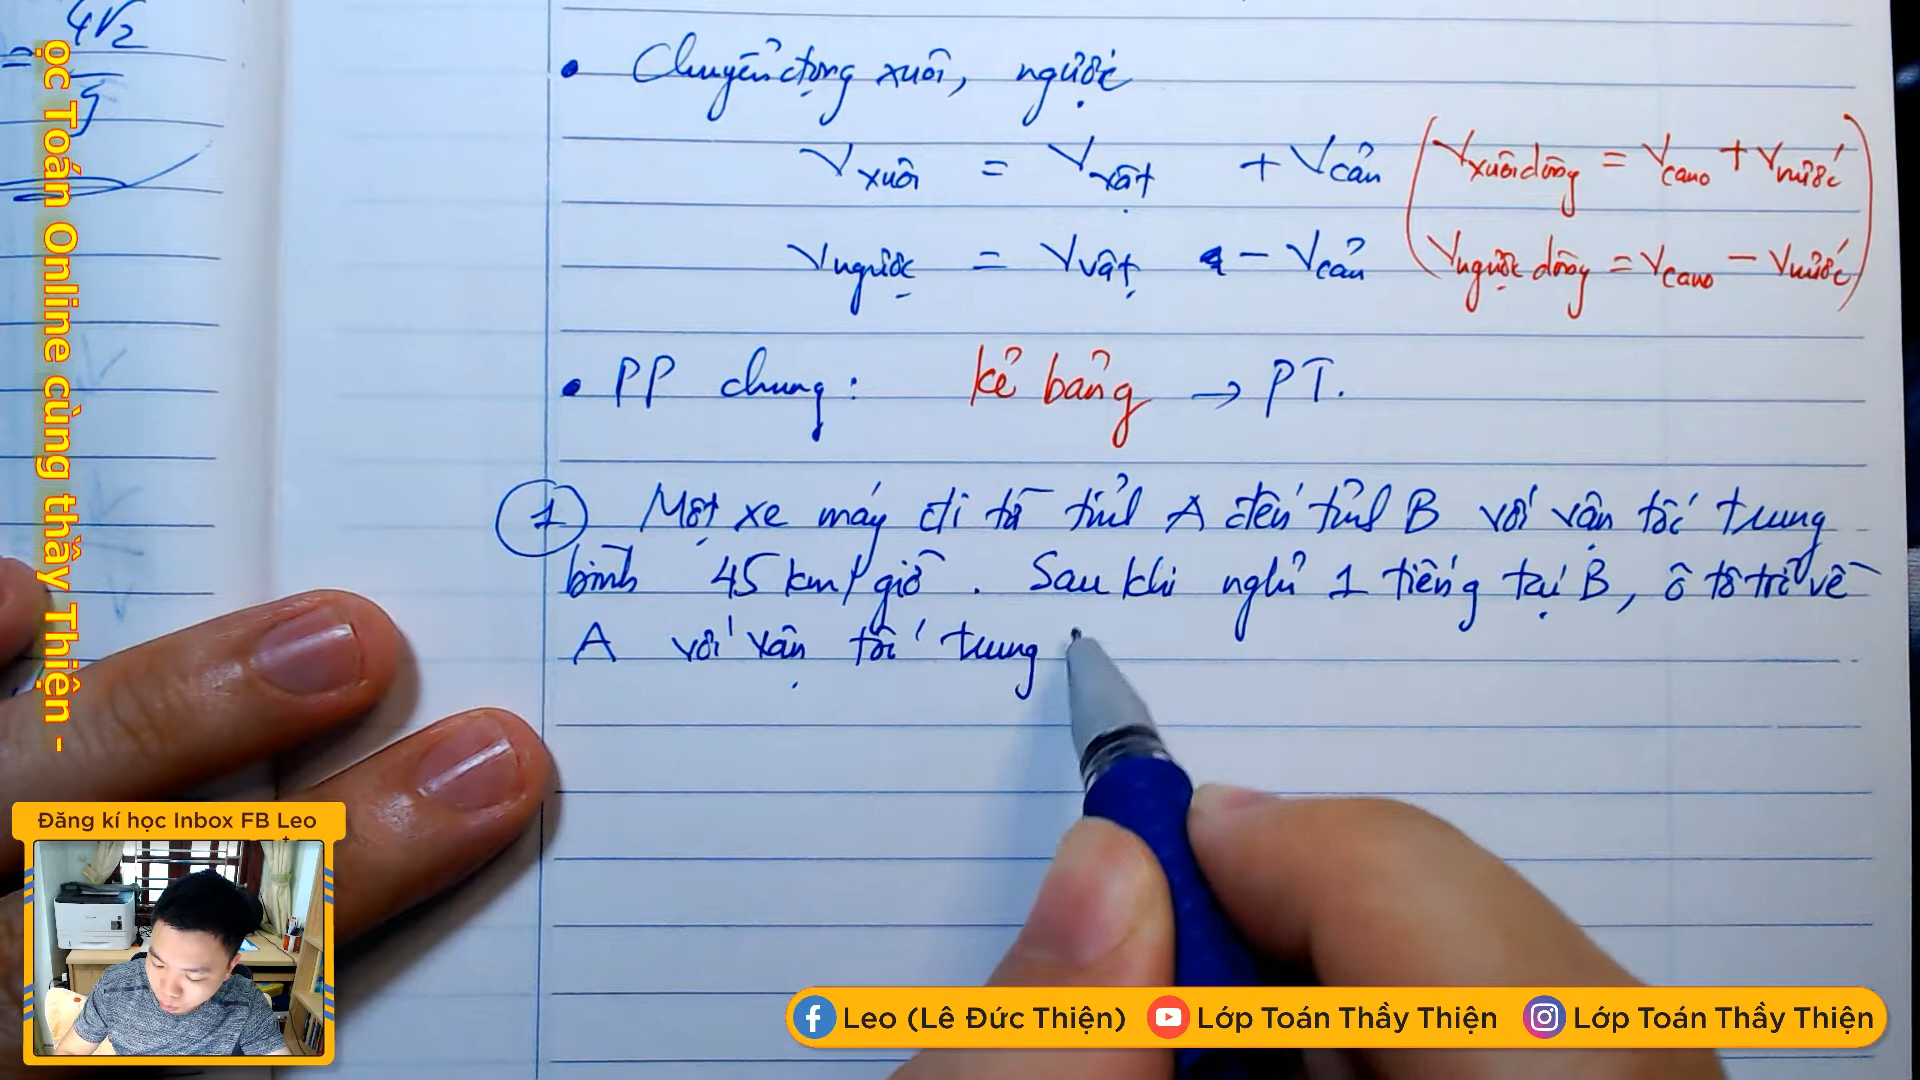 4√2
=
9
ọc Toán Online cùng thầy Thiện -
• Chuyển động xuôi, ngược
V xuôi = V vật + V cản (V xuôi dòng = V cano + V nước
V ngược = V vật - V cản V ngược dòng = V cano - V nước)
• PP chung: kẻ bảng → PT.
1 Một xe máy đi từ tỉnh A đến tỉnh B với vận tốc trung
bình 45 km/giờ. Sau khi nghỉ 1 tiếng tại B, ô tô trở về
A với vận tốc trung
Đăng kí học Inbox FB Leo
Leo (Lê Đức Thiện) Lớp Toán Thầy Thiện Lớp Toán Thầy Thiện